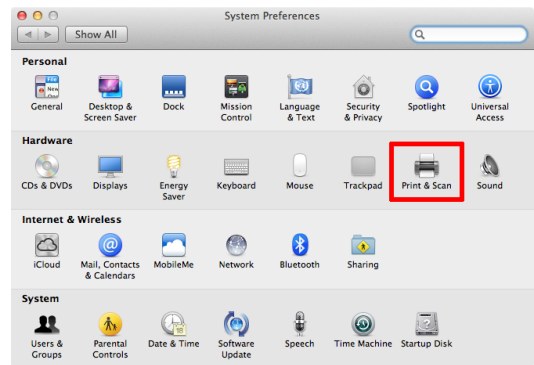 System Preferences
Show All
Personal
General
Desktop &
Screen Saver
Dock
Mission
Control
Language
& Text
Security
& Privacy
Spotlight
Universal
Access
Hardware
CDs & DVDs
Displays
Energy
Saver
Keyboard
Mouse
Trackpad
Print & Scan
Sound
Internet & Wireless
iCloud
Mail, Contacts
& Calendars
MobileMe
Network
Bluetooth
Sharing
System
Users &
Groups
Parental
Controls
Date & Time
Software
Update
Speech
Time Machine
Startup Disk